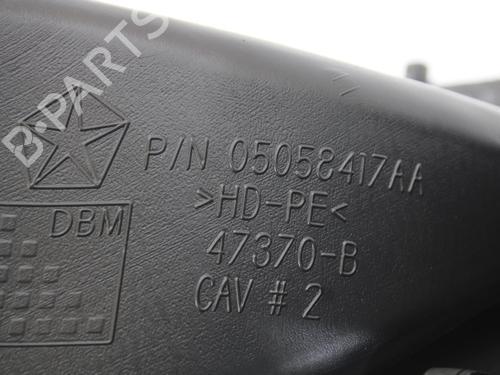 B-PARTS
P/N 05058417AA
>HD-PE<
DBM
47370-B
CAV # 2